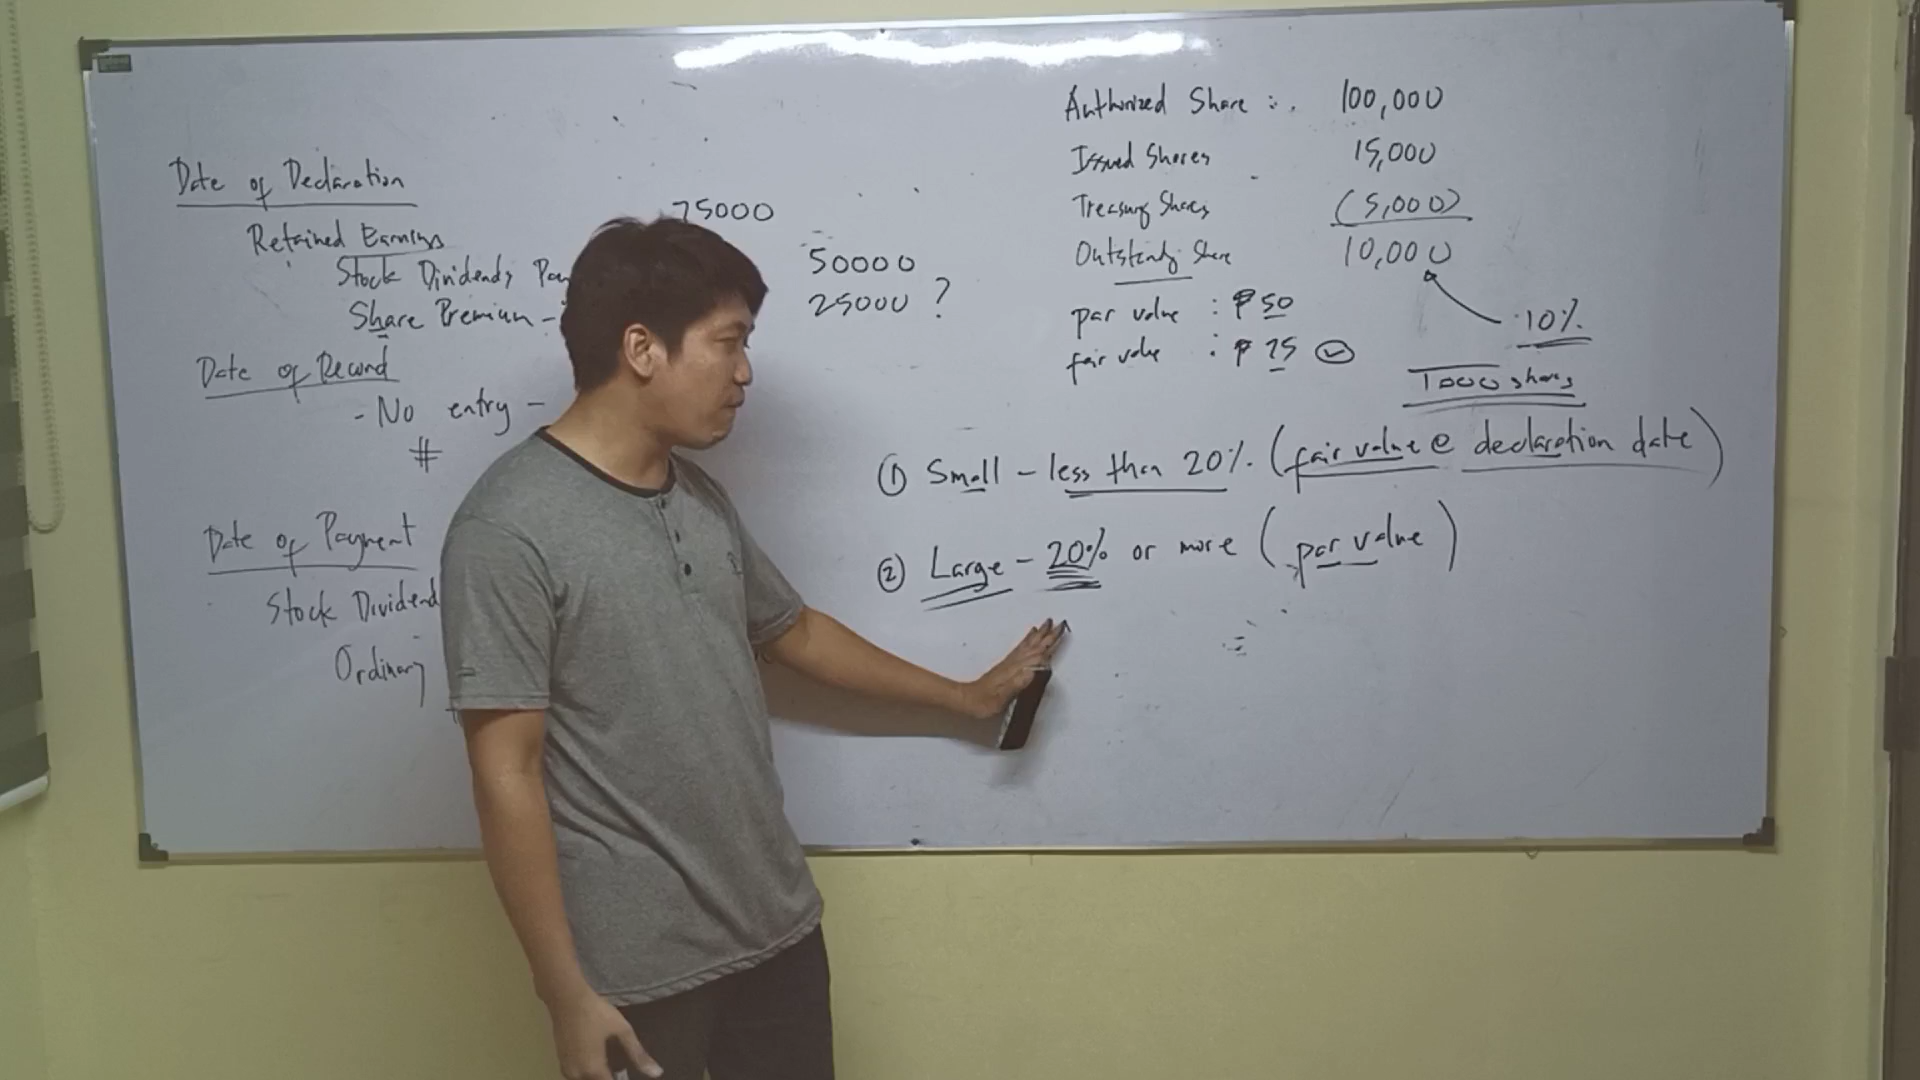 Date of Declaration
Retained Earnings 75000
Stock Dividends Pay 50000
Share Premium - 25000 ?
Date of Record
- No entry -
#
Date of Payment
Stock Dividend
Ordinary
Authorized Share : . 100,000
Issued Shares 15,000
Treasury Shares (5,000)
Outstandg Share 10,000
par value : ₱ 50
10%
fair value : ₱ 75
1000 shares
① Small - less than 20%. (fair value @ declaration date)
② Large - 20% or more (par value)